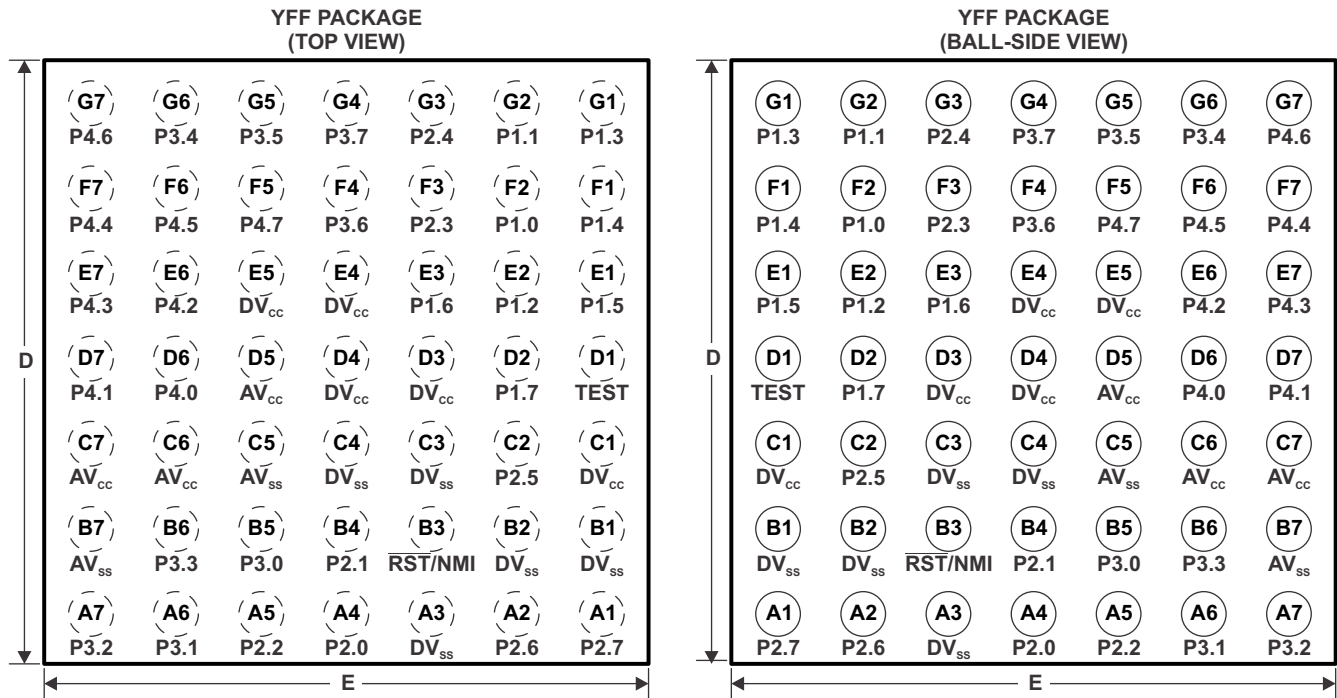 YFF PACKAGE
(TOP VIEW)
G7 G6 G5 G4 G3 G2 G1
P4.6 P3.4 P3.5 P3.7 P2.4 P1.1 P1.3
F7 F6 F5 F4 F3 F2 F1
P4.4 P4.5 P4.7 P3.6 P2.3 P1.0 P1.4
E7 E6 E5 E4 E3 E2 E1
P4.3 P4.2 DVcc DVcc P1.6 P1.2 P1.5
D
D7 D6 D5 D4 D3 D2 D1
P4.1 P4.0 AVcc DVcc DVcc P1.7 TEST
C7 C6 C5 C4 C3 C2 C1
AVcc AVcc AVss DVss DVss P2.5 DVcc
B7 B6 B5 B4 B3 B2 B1
AVss P3.3 P3.0 P2.1 RST/NMI DVss DVss
A7 A6 A5 A4 A3 A2 A1
P3.2 P3.1 P2.2 P2.0 DVss P2.6 P2.7
E
YFF PACKAGE
(BALL-SIDE VIEW)
G1 G2 G3 G4 G5 G6 G7
P1.3 P1.1 P2.4 P3.7 P3.5 P3.4 P4.6
F1 F2 F3 F4 F5 F6 F7
P1.4 P1.0 P2.3 P3.6 P4.7 P4.5 P4.4
E1 E2 E3 E4 E5 E6 E7
P1.5 P1.2 P1.6 DVcc DVcc P4.2 P4.3
D
D1 D2 D3 D4 D5 D6 D7
TEST P1.7 DVcc DVcc AVcc P4.0 P4.1
C1 C2 C3 C4 C5 C6 C7
DVcc P2.5 DVss DVss AVss AVcc AVcc
B1 B2 B3 B4 B5 B6 B7
DVss DVss RST/NMI P2.1 P3.0 P3.3 AVss
A1 A2 A3 A4 A5 A6 A7
P2.7 P2.6 DVss P2.0 P2.2 P3.1 P3.2
E